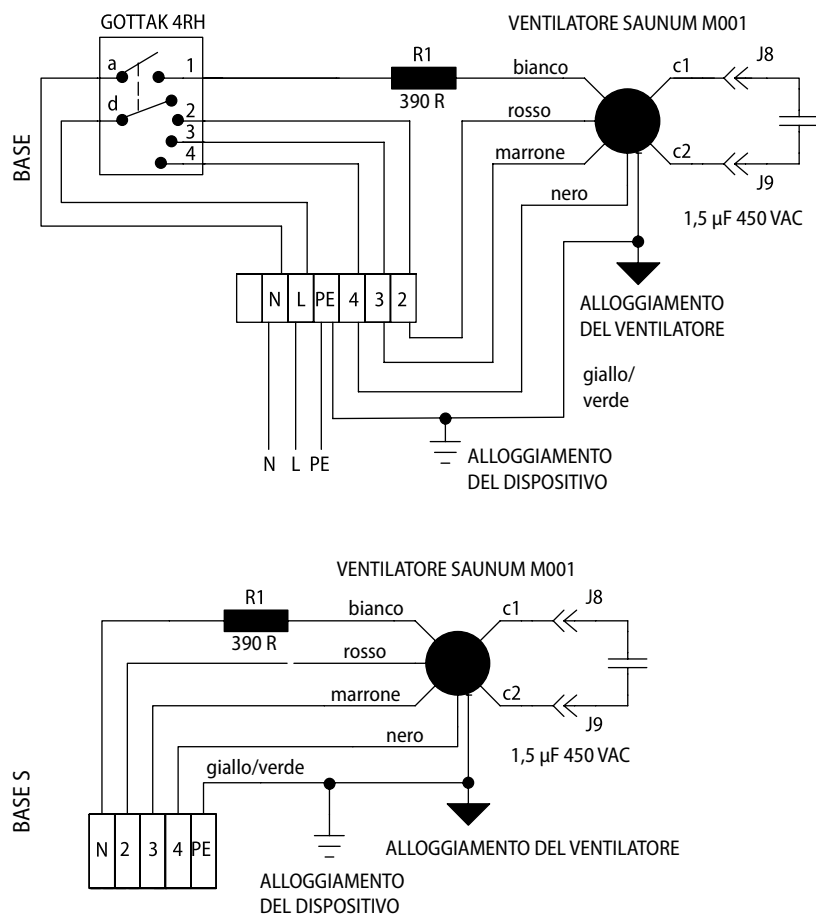 GOTTAK 4RH
VENTILATORE SAUNUM M001
a
1
d
2
3
4
R1
390 R
bianco
rosso
marrone
nero
c1
J8
c2
J9
1,5 µF 450 VAC
BASE
N L PE 4 3 2
ALLOGGIAMENTO
DEL VENTILATORE
giallo/
verde
N L PE
ALLOGGIAMENTO
DEL DISPOSITIVO
VENTILATORE SAUNUM M001
R1
390 R
bianco
rosso
marrone
nero
giallo/verde
c1
J8
c2
J9
1,5 µF 450 VAC
BASE S
N 2 3 4 PE
ALLOGGIAMENTO DEL VENTILATORE
ALLOGGIAMENTO
DEL DISPOSITIVO